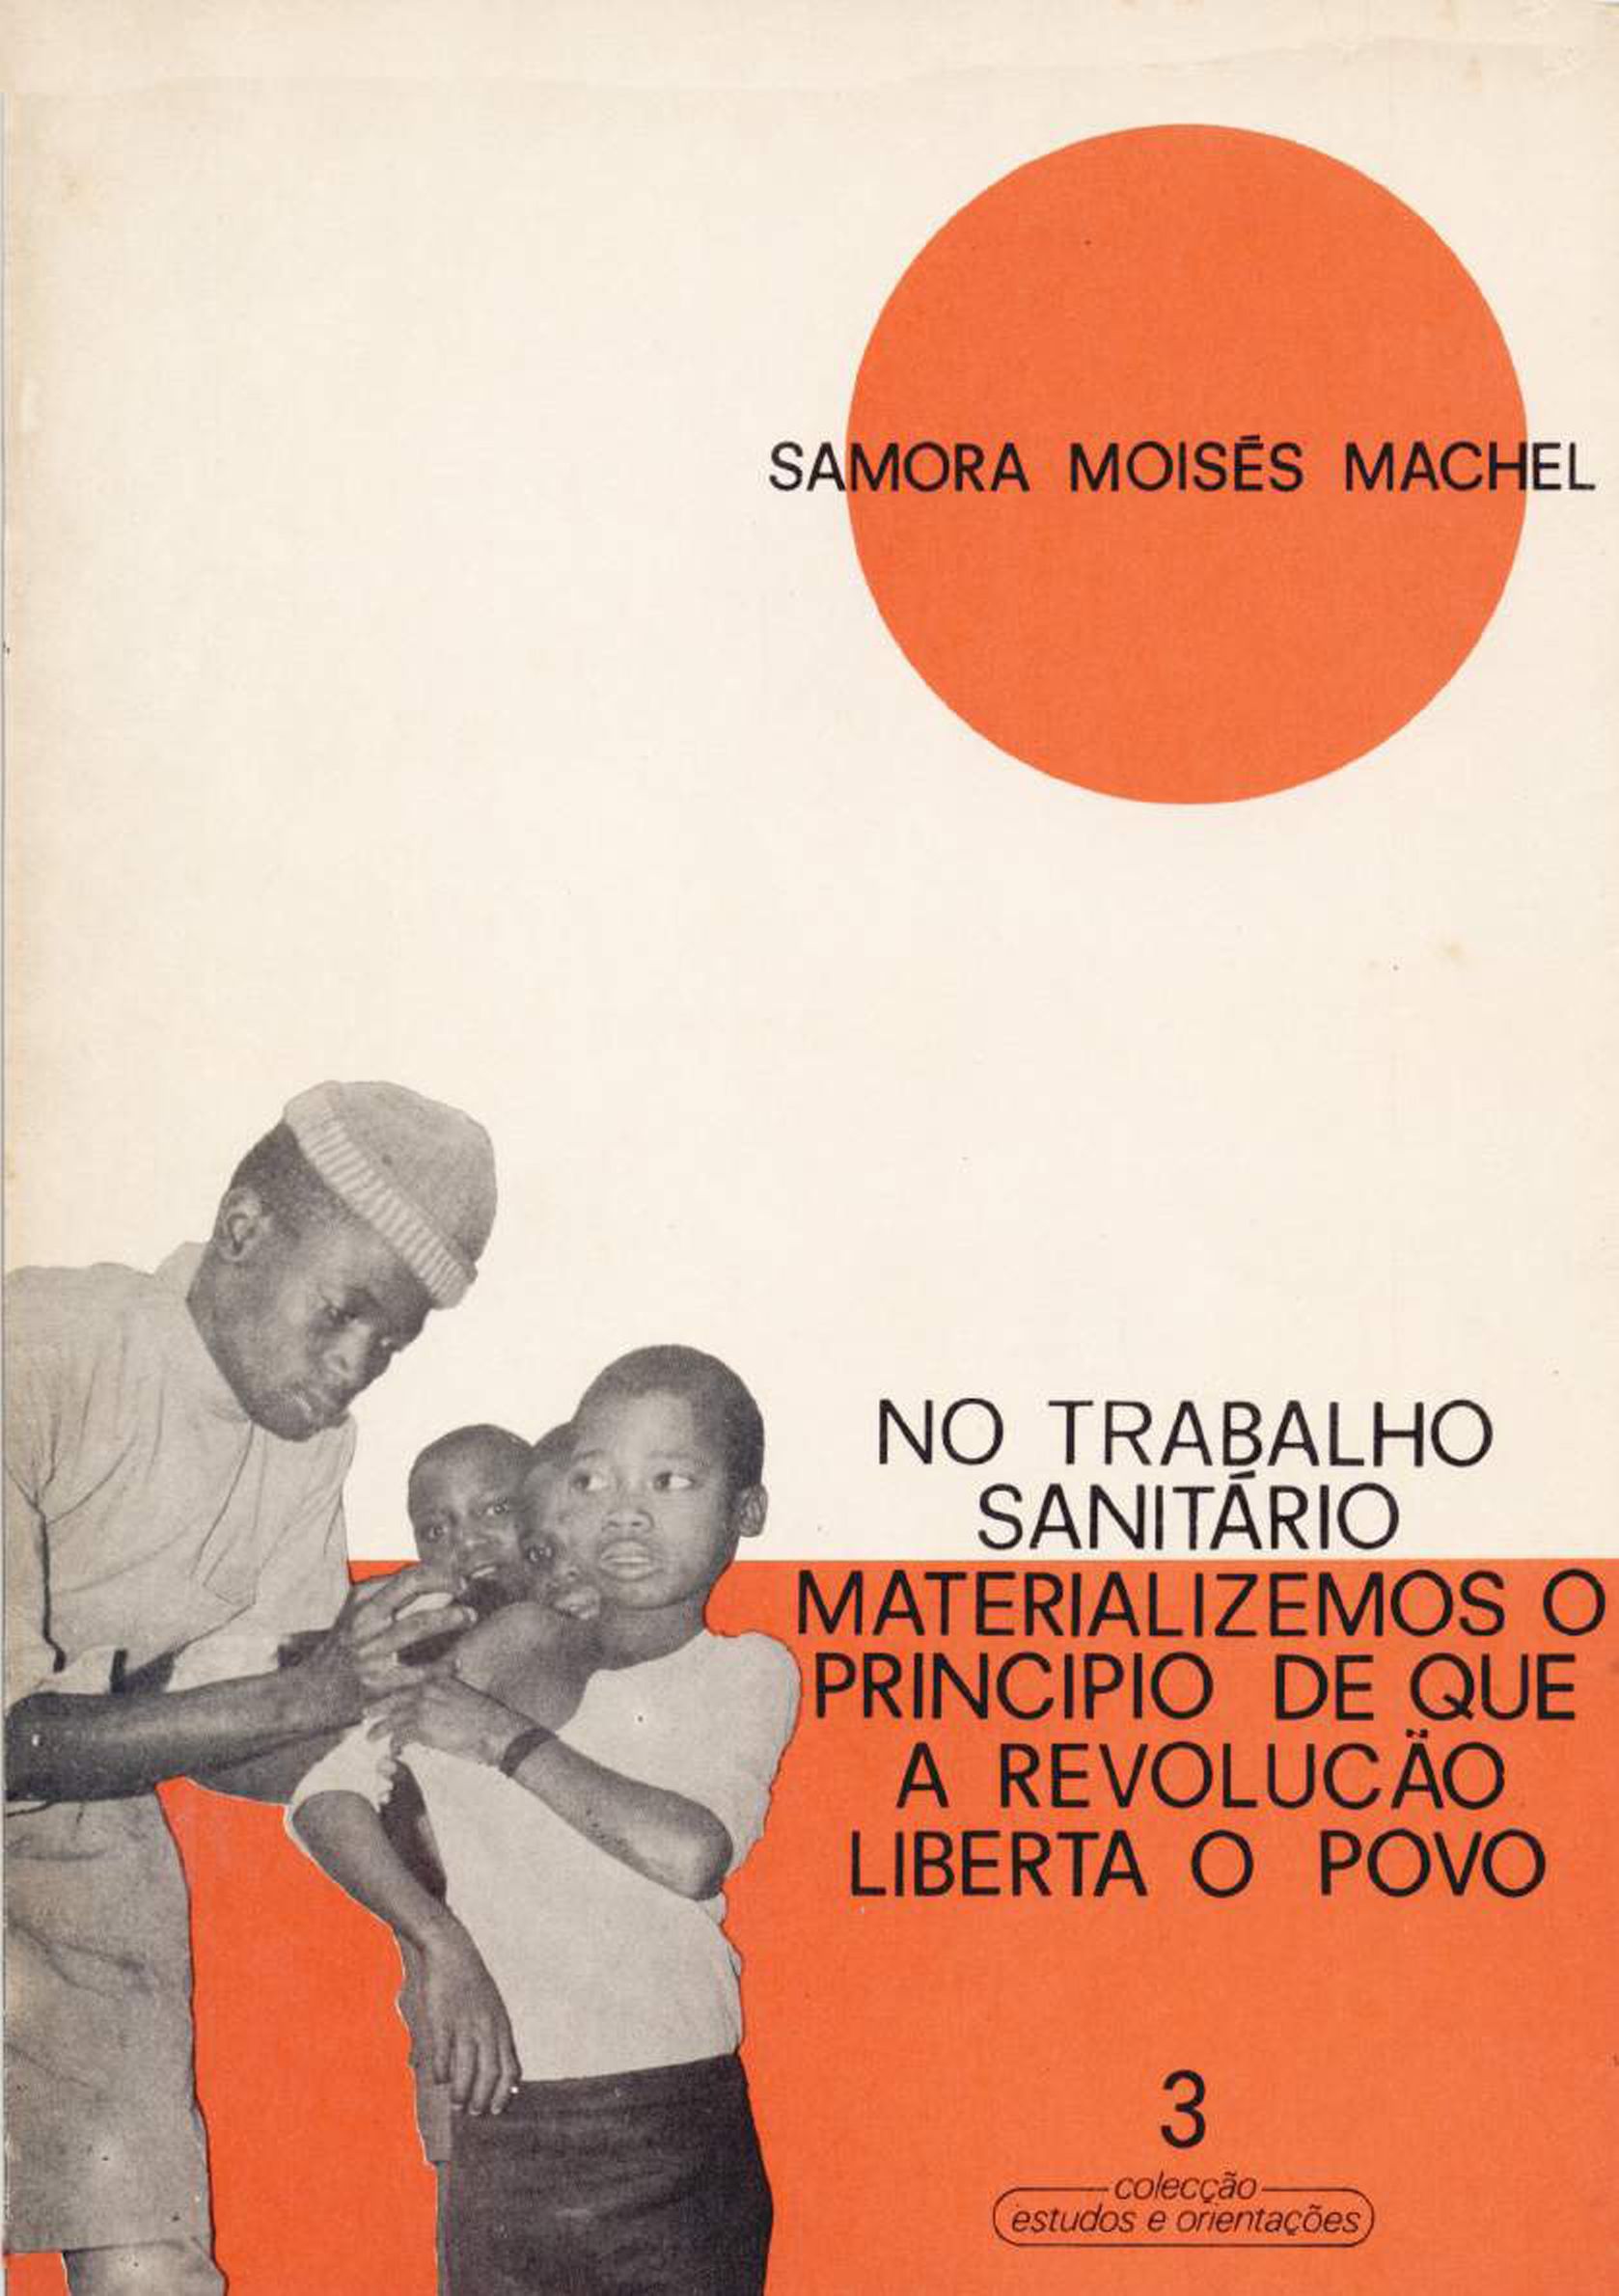 SAMORA MOISÉS MACHEL
NO TRABALHO
SANITÁRIO
MATERIALIZEMOS O
PRINCIPIO DE QUE
A REVOLUCÃO
LIBERTA O POVO
3
colecção
estudos e orientações